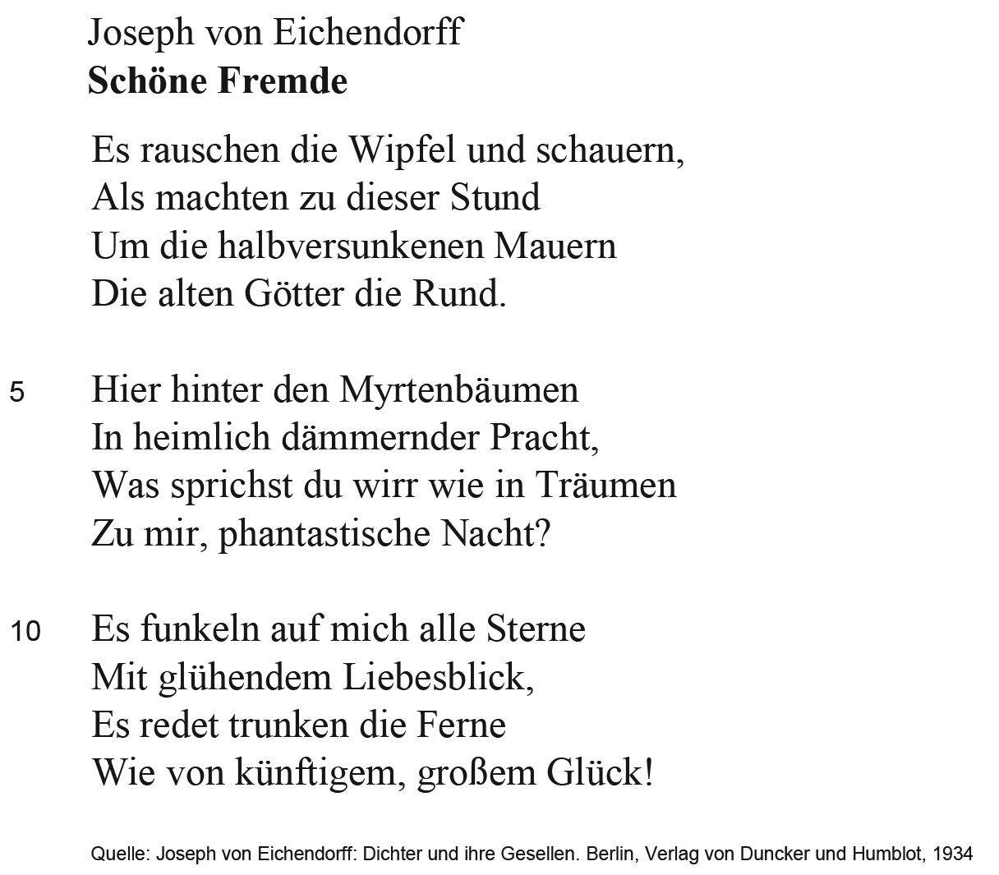 Joseph von Eichendorff
Schöne Fremde
Es rauschen die Wipfel und schauern,
Als machten zu dieser Stund
Um die halbversunkenen Mauern
Die alten Götter die Rund.
5 Hier hinter den Myrtenbäumen
In heimlich dämmernder Pracht,
Was sprichst du wirr wie in Träumen
Zu mir, phantastische Nacht?
10 Es funkeln auf mich alle Sterne
Mit glühendem Liebesblick,
Es redet trunken die Ferne
Wie von künftigem, großem Glück!
Quelle: Joseph von Eichendorff: Dichter und ihre Gesellen. Berlin, Verlag von Duncker und Humblot, 1934